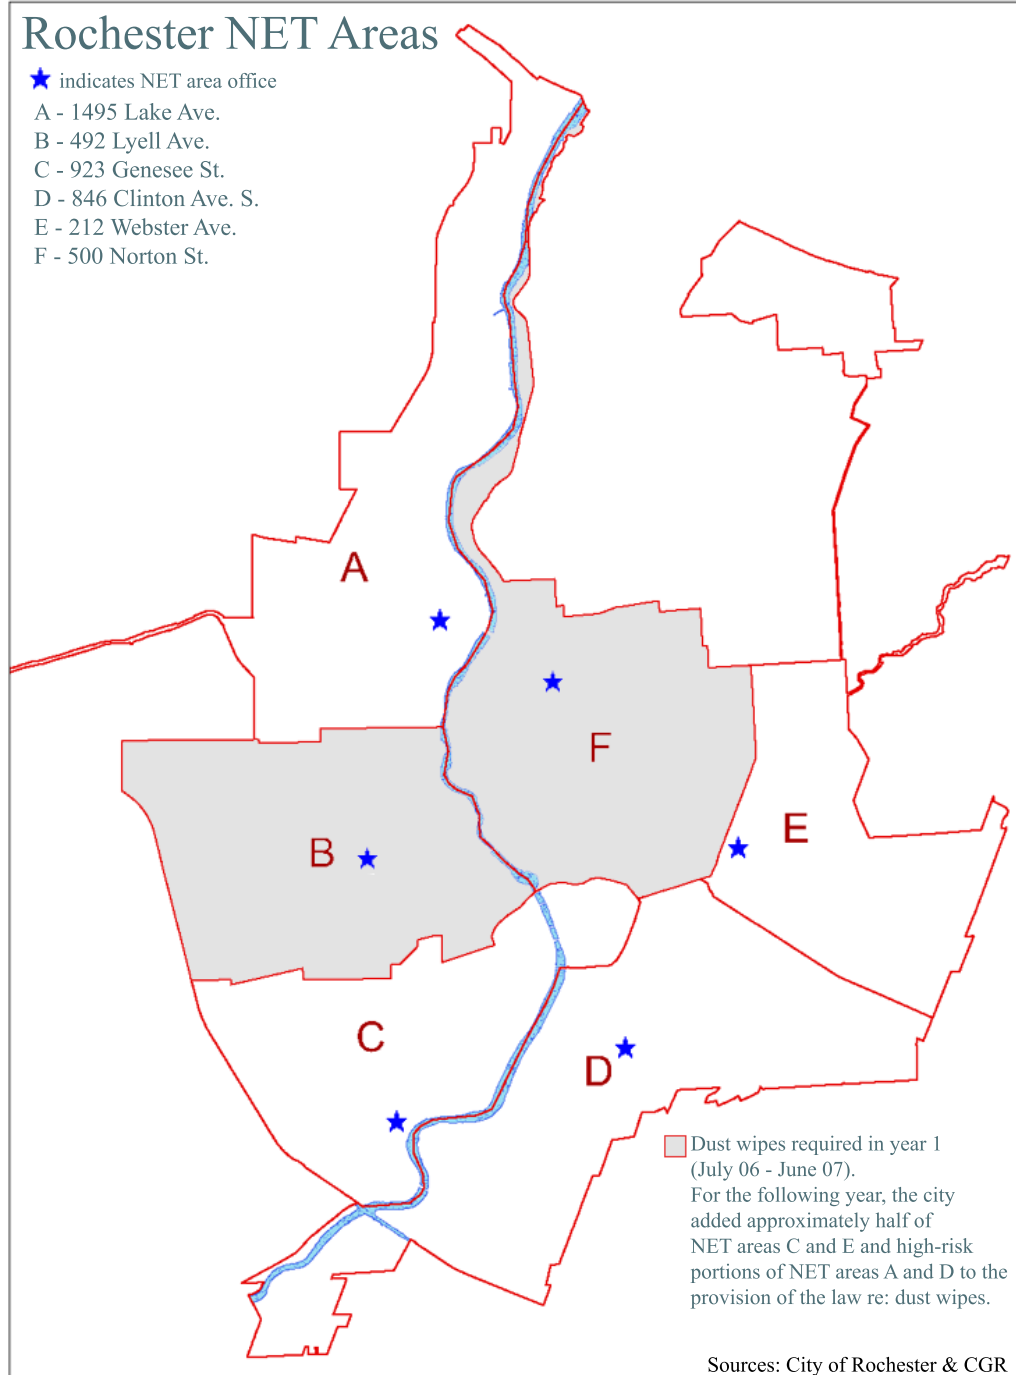 Rochester NET Areas
indicates NET area office
A - 1495 Lake Ave.
B - 492 Lyell Ave.
C - 923 Genesee St.
D - 846 Clinton Ave. S.
E - 212 Webster Ave.
F - 500 Norton St.
A
F
E
B
C
D
Dust wipes required in year 1
(July 06 - June 07).
For the following year, the city
added approximately half of
NET areas C and E and high-risk
portions of NET areas A and D to the
provision of the law re: dust wipes.
Sources: City of Rochester & CGR